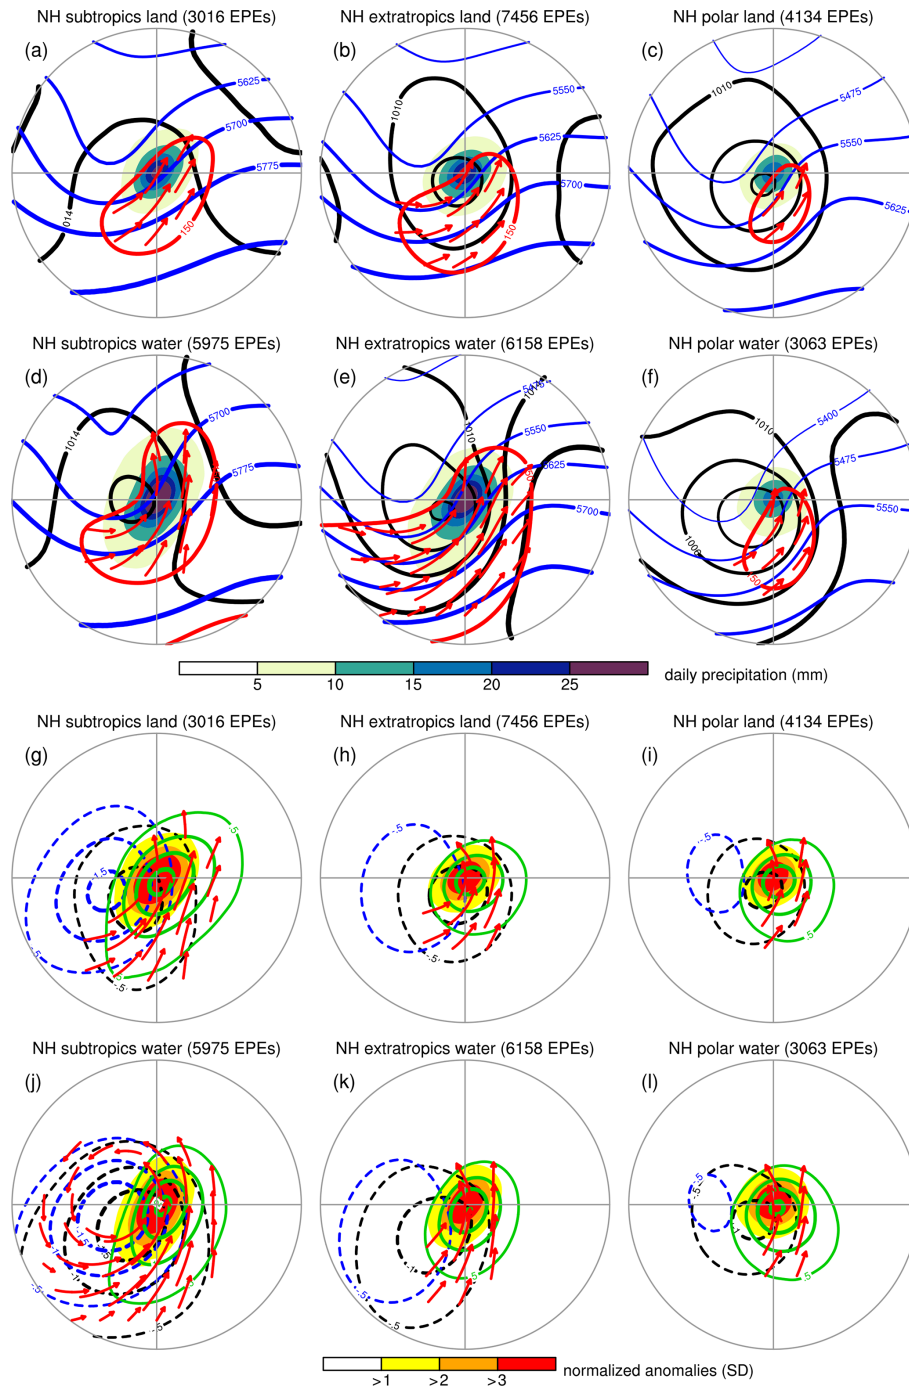 NH subtropics land (3016 EPEs)
NH extratropics land (7456 EPEs)
NH polar land (4134 EPEs)
(a)
(b)
(c)
5625
5700
5775
1014
150
5550
5625
5700
1010
150
1010
5475
5550
5625
150
NH subtropics water (5975 EPEs)
NH extratropics water (6158 EPEs)
NH polar water (3063 EPEs)
(d)
(e)
(f)
1014
5700
5775
1010
5550
5625
5700
1010
5400
5475
5550
1006
150
daily precipitation (mm)
5
10
15
20
25
NH subtropics land (3016 EPEs)
NH extratropics land (7456 EPEs)
NH polar land (4134 EPEs)
(g)
(h)
(i)
-1.5
-.5
-.5
.5
-.5
-.5
-.5
.5
NH subtropics water (5975 EPEs)
NH extratropics water (6158 EPEs)
NH polar water (3063 EPEs)
(j)
(k)
(l)
-1.5
-1
-1
-.5
-.5
-.5
-1
-.5
.5
-.5
-.5
-1
.5
normalized anomalies (SD)
>1
>2
>3